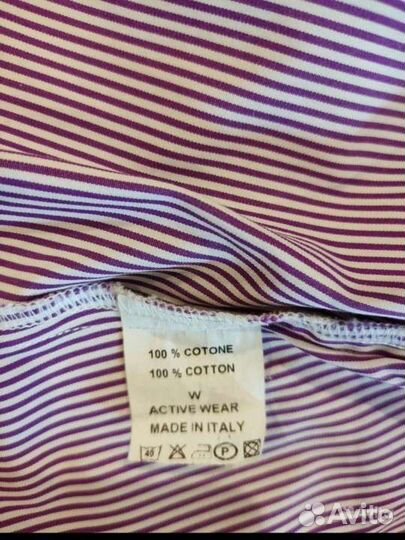 100 % COTONE
100 % COTTON
W
ACTIVE WEAR
MADE IN ITALY
40 P
Avito